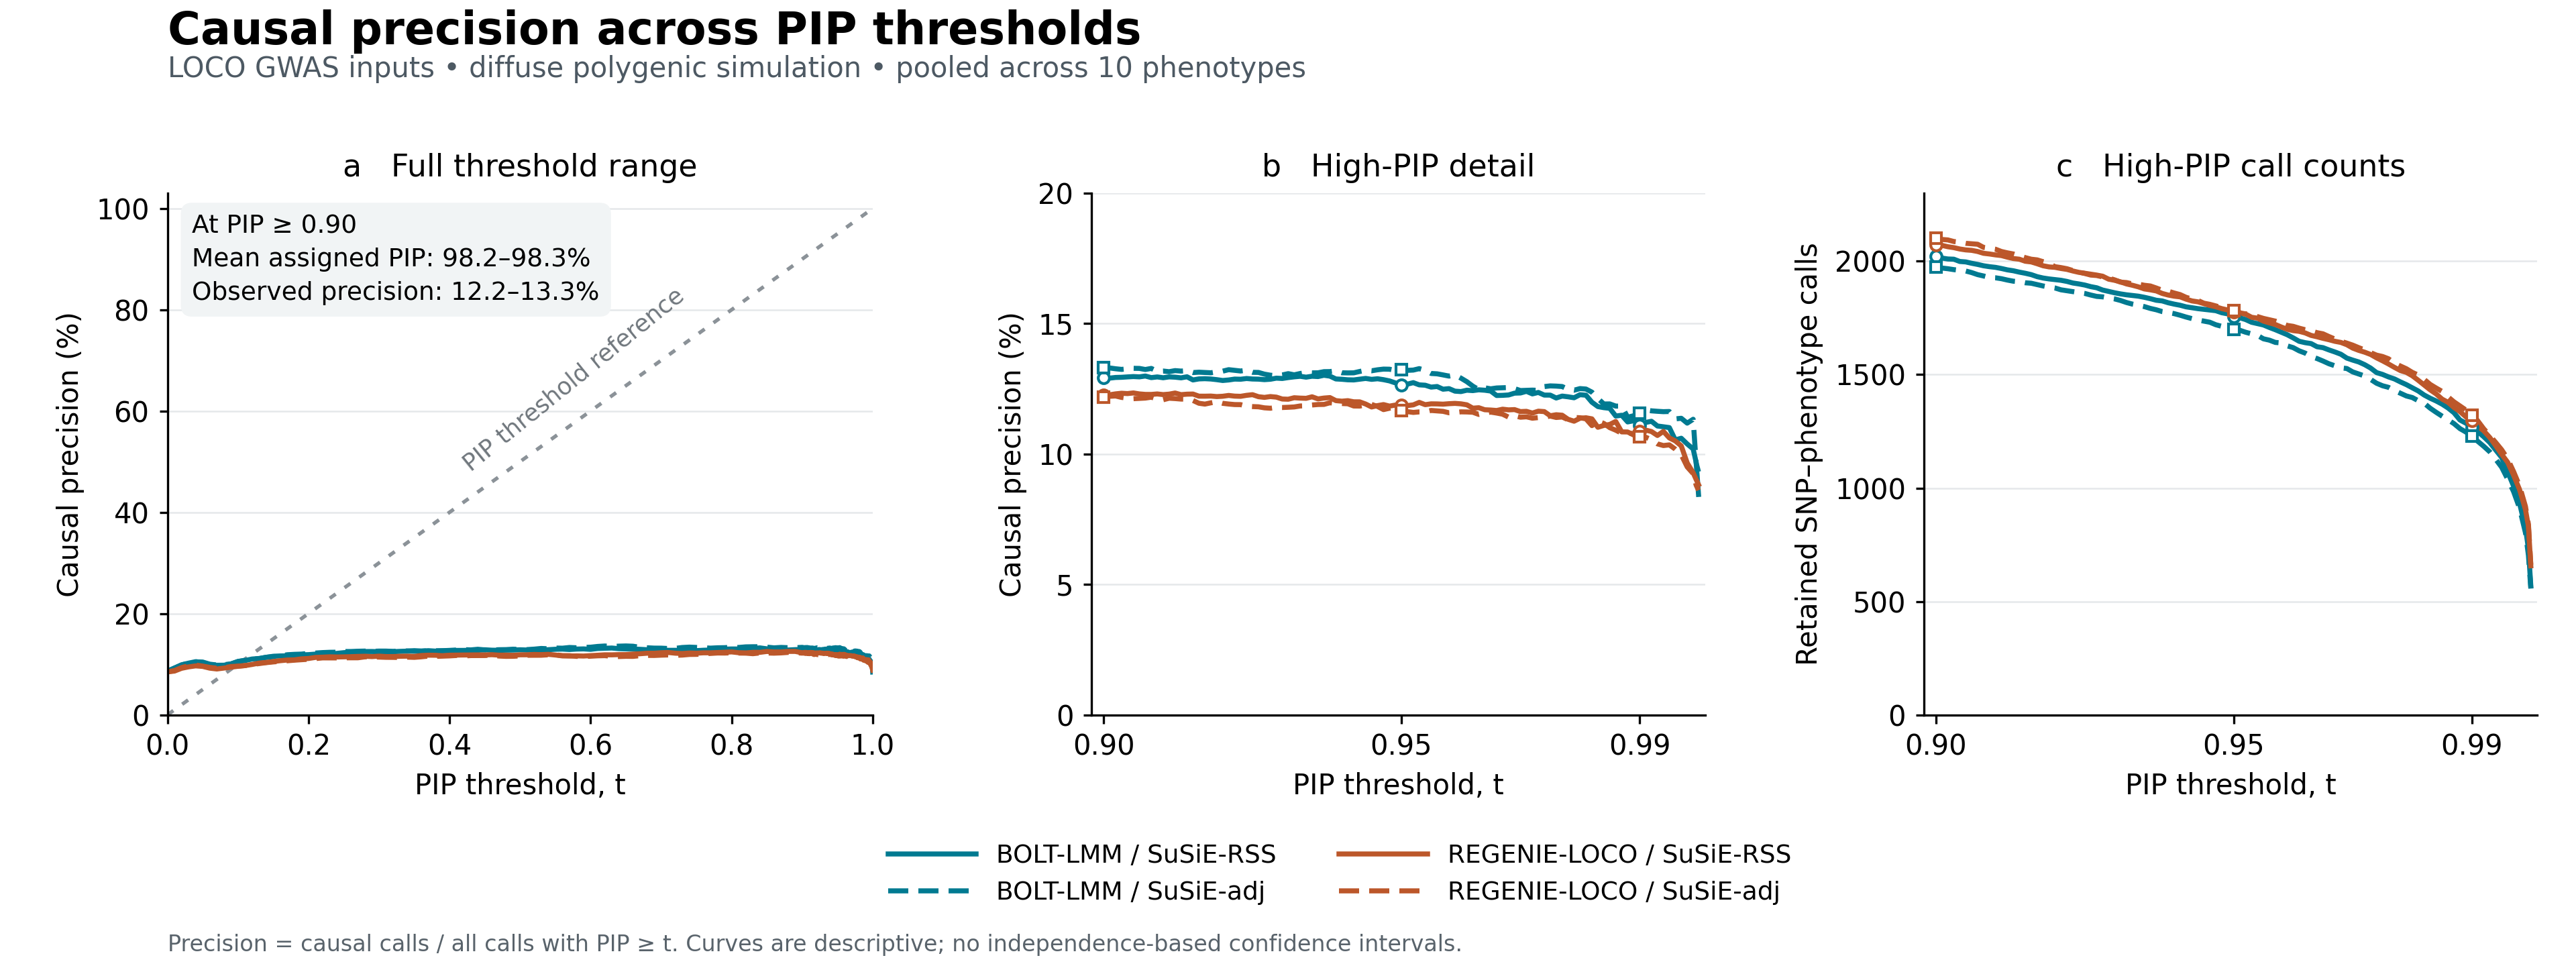 Causal precision across PIP thresholds
LOCO GWAS inputs • diffuse polygenic simulation • pooled across 10 phenotypes
a Full threshold range
At PIP ≥ 0.90
Mean assigned PIP: 98.2–98.3%
Observed precision: 12.2–13.3%
PIP threshold reference
Causal precision (%)
100
80
60
40
20
0
0.0 0.2 0.4 0.6 0.8 1.0
PIP threshold, t
b High-PIP detail
Causal precision (%)
20
15
10
5
0
0.90 0.95 0.99
PIP threshold, t
c High-PIP call counts
Retained SNP–phenotype calls
2000
1500
1000
500
0
0.90 0.95 0.99
PIP threshold, t
BOLT-LMM / SuSiE-RSS
BOLT-LMM / SuSiE-adj
REGENIE-LOCO / SuSiE-RSS
REGENIE-LOCO / SuSiE-adj
Precision = causal calls / all calls with PIP ≥ t. Curves are descriptive; no independence-based confidence intervals.